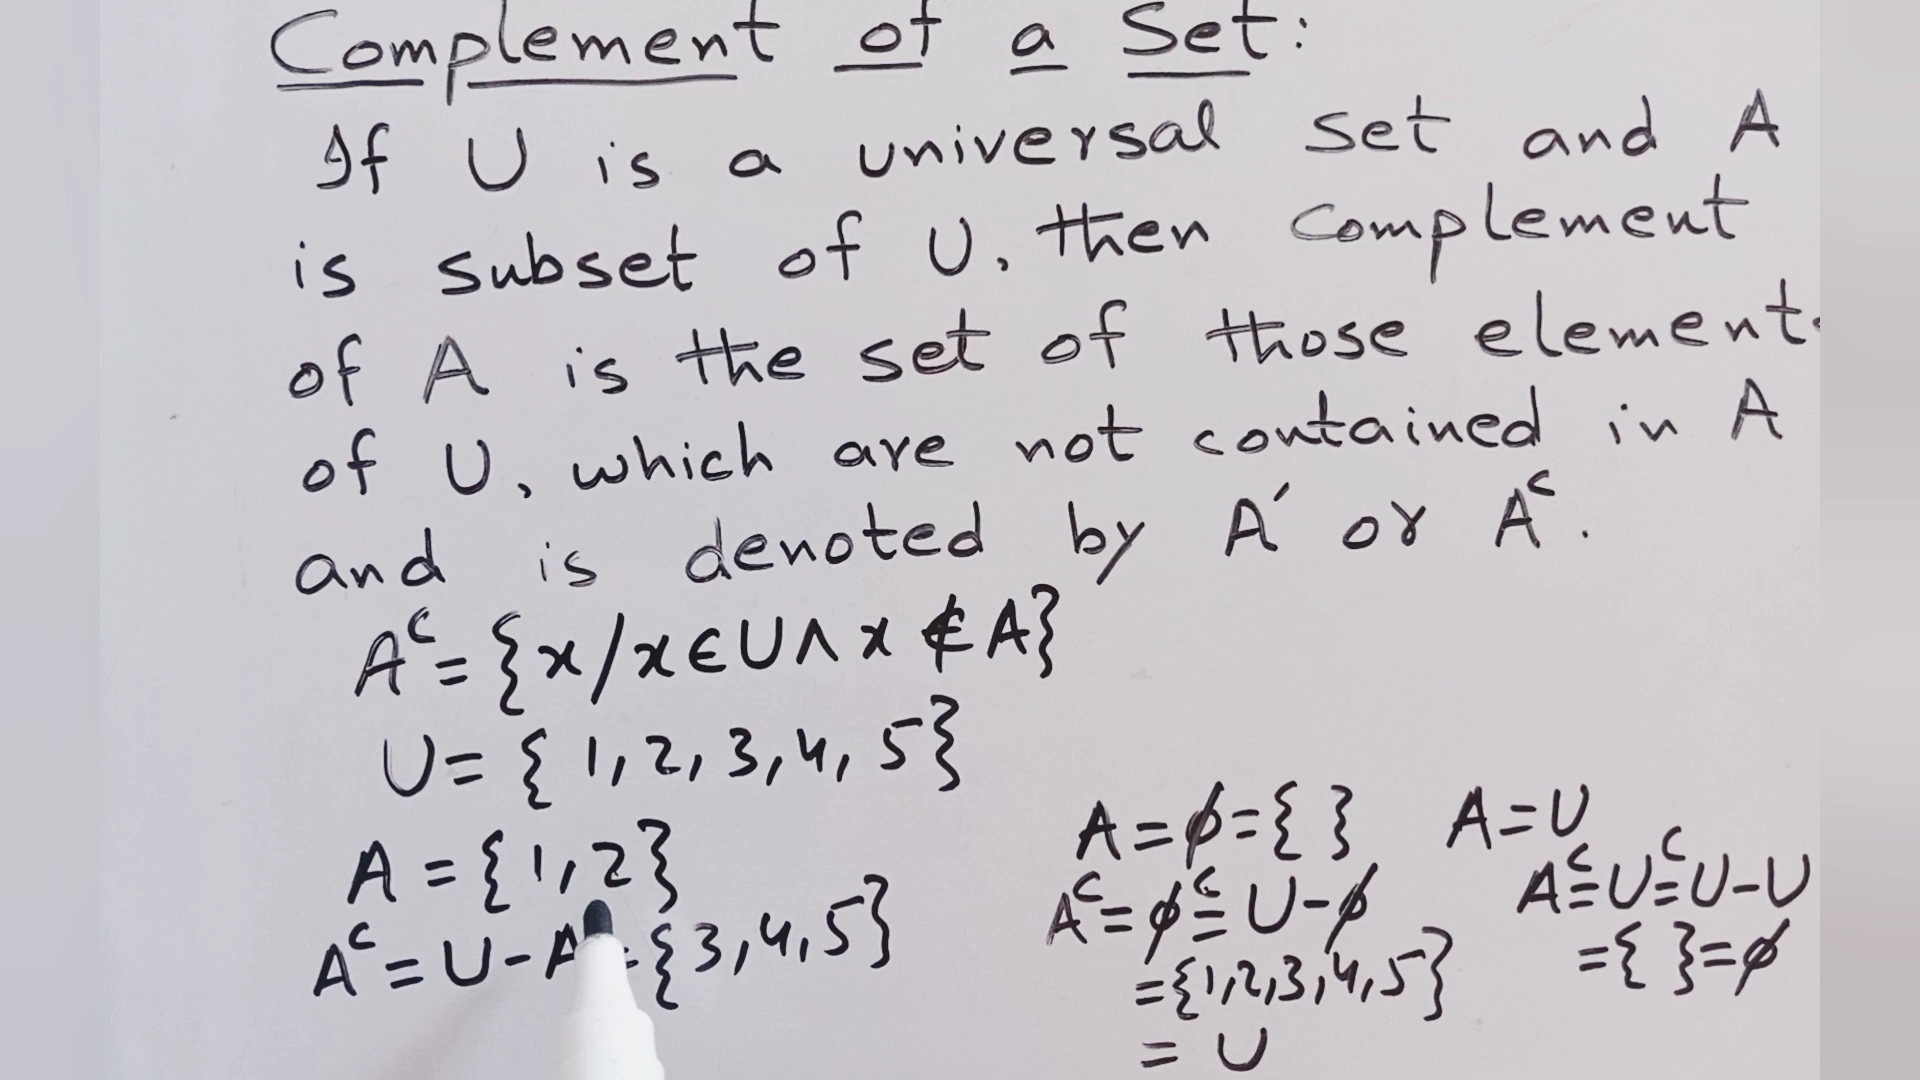 Complement of a Set:
If U is a universal set and A
is subset of U, then complement
of A is the set of those element
of U, which are not contained in A
and is denoted by A′ or Aᶜ.
Aᶜ = {x/x ∈ U ∧ x ∉ A}
U = {1, 2, 3, 4, 5}
A = {1, 2}
Aᶜ = U - A = {3, 4, 5}
A = ϕ = { }
Aᶜ = ϕᶜ = U - ϕ
= {1, 2, 3, 4, 5}
= U
A = U
Aᶜ = Uᶜ = U - U
= { } = ϕ